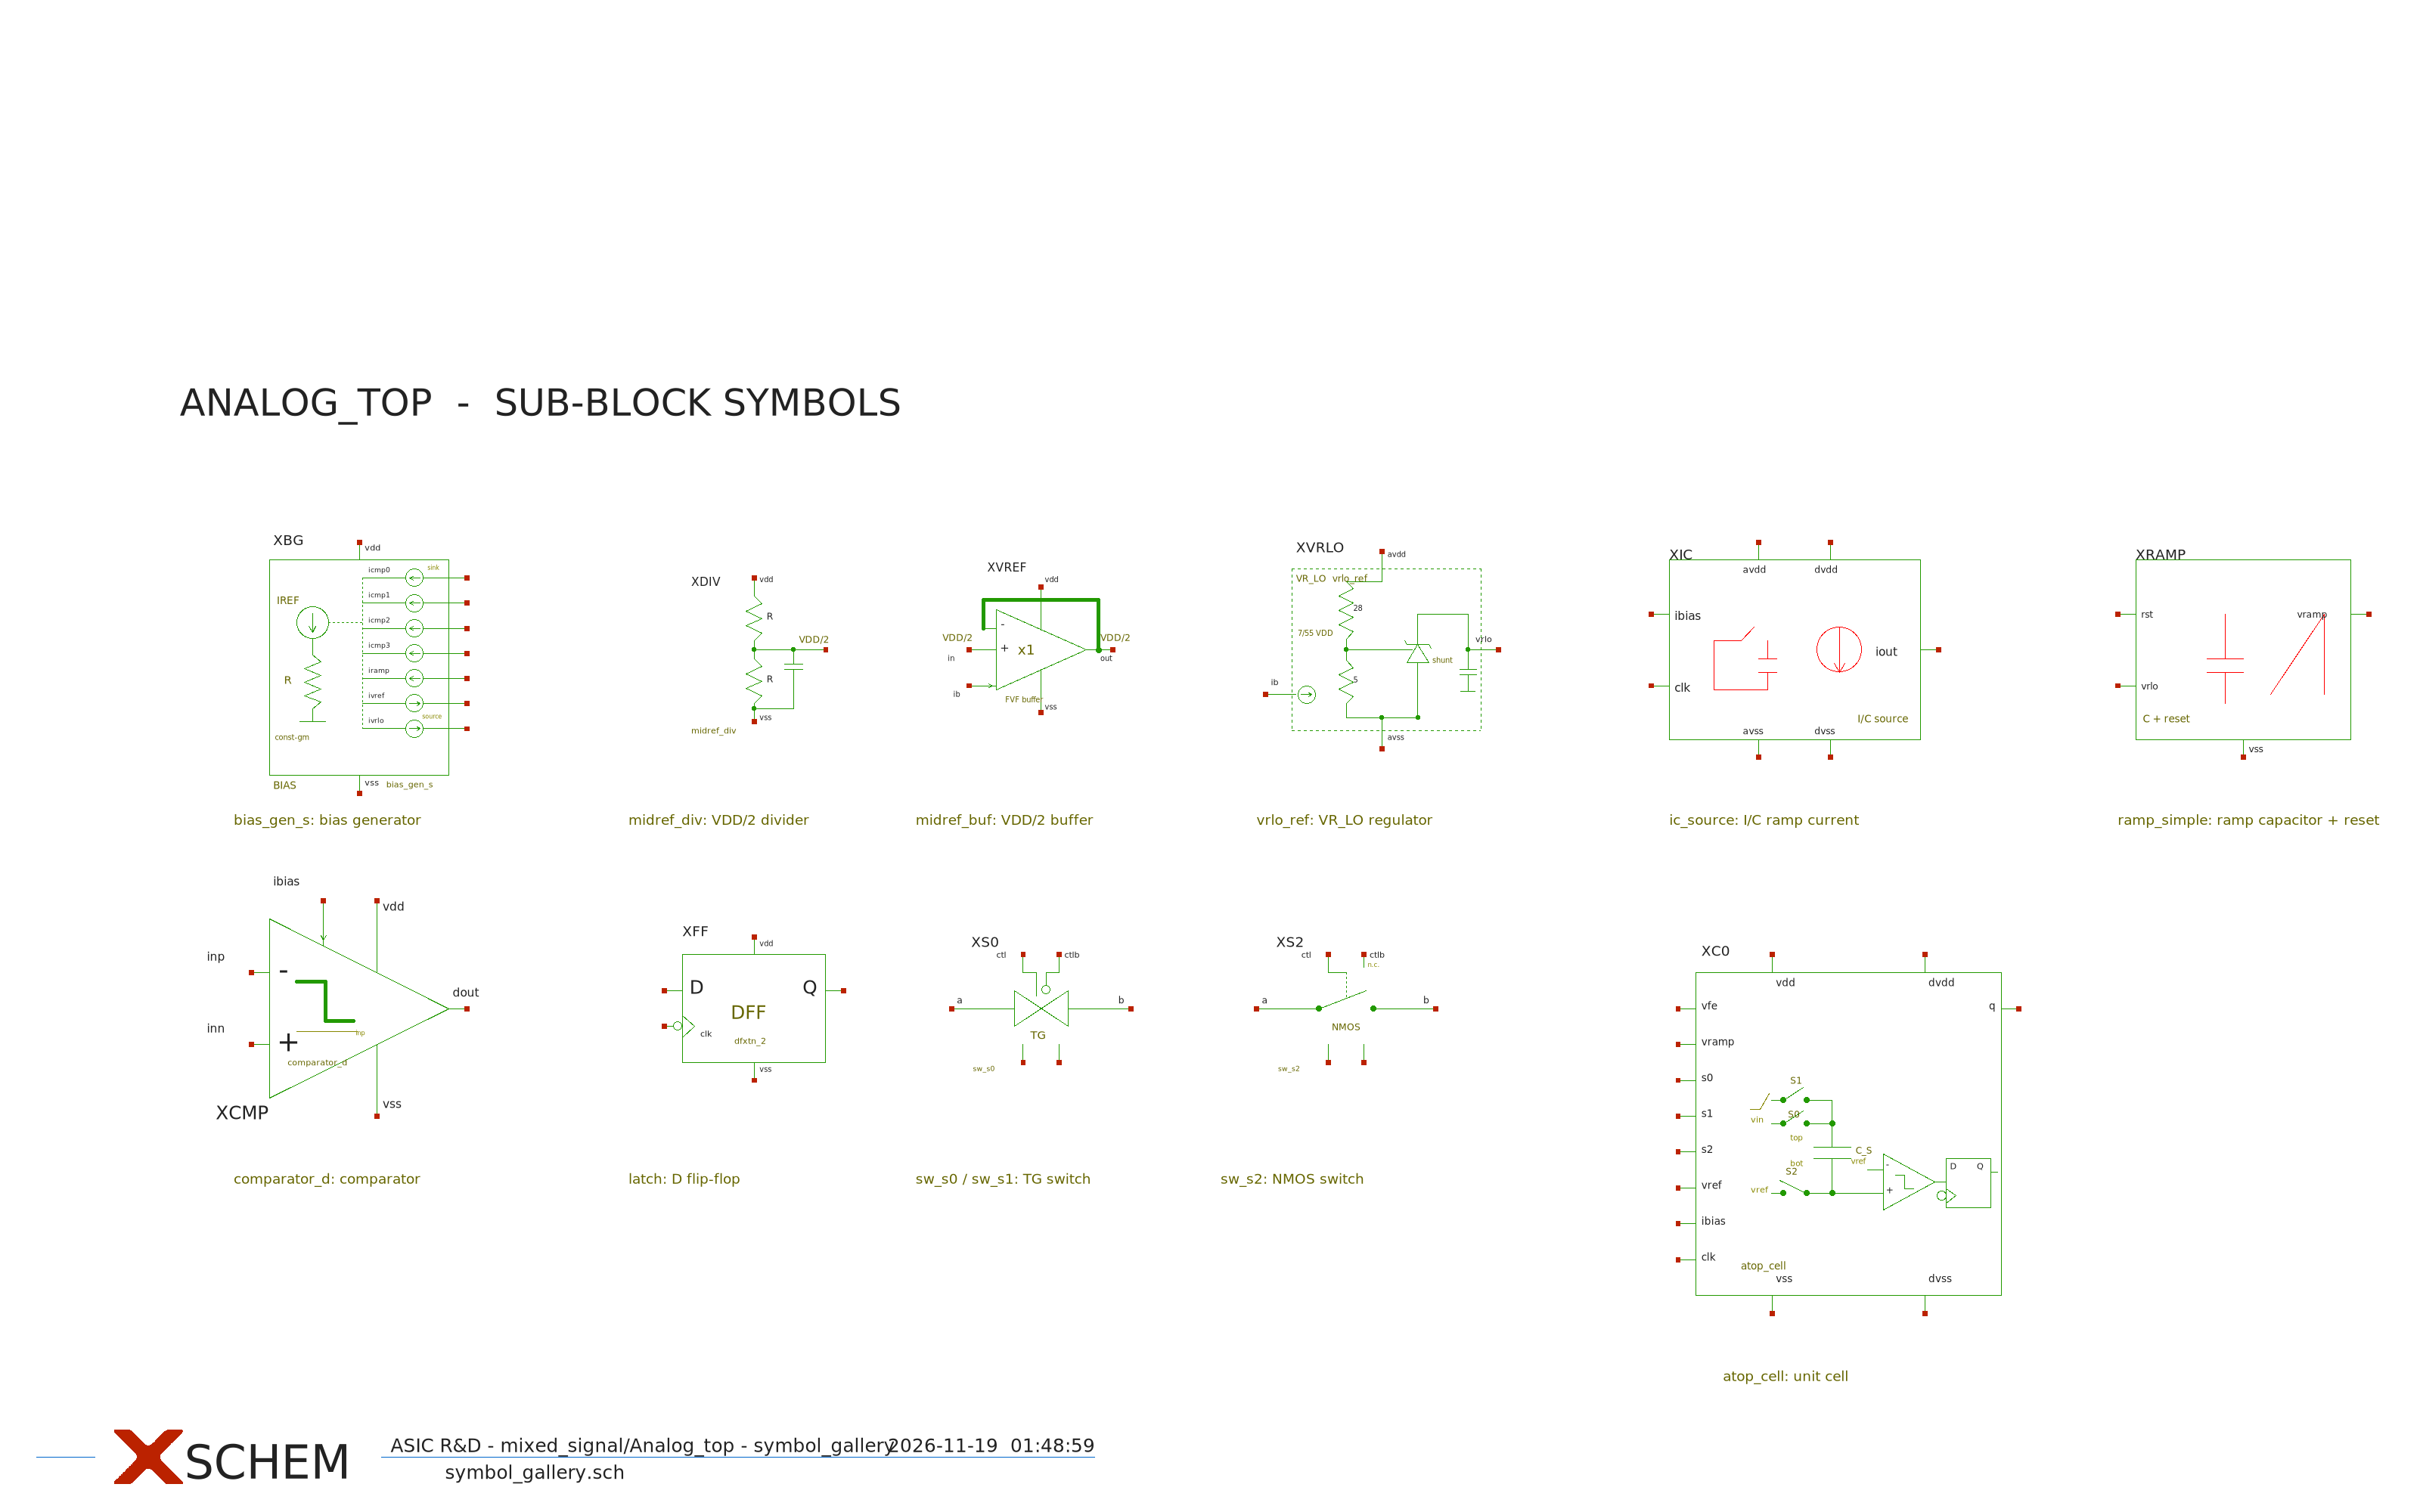 ANALOG_TOP - SUB-BLOCK SYMBOLS
XBG
vdd
icmp0
sink
icmp1
IREF
icmp2
icmp3
iramp
R
ivref
source
ivrlo
const-gm
BIAS
vss
bias_gen_s
bias_gen_s: bias generator
XDIV
vdd
R
VDD/2
R
vss
midref_div
midref_div: VDD/2 divider
XVREF
vdd
-
VDD/2
+
x1
VDD/2
in
out
ib
FVF buffer
vss
midref_buf: VDD/2 buffer
XVRLO
avdd
VR_LO vrlo_ref
28
7/55 VDD
vrlo
shunt
ib
5
avss
vrlo_ref: VR_LO regulator
XIC
avdd
dvdd
ibias
iout
clk
I/C source
avss
dvss
ic_source: I/C ramp current
XRAMP
rst
vramp
vrlo
C + reset
vss
ramp_simple: ramp capacitor + reset
ibias
vdd
inp
-
dout
inn
+
inp
comparator_d
XCMP
vss
comparator_d: comparator
XFF
vdd
D
Q
DFF
clk
dfxtn_2
vss
latch: D flip-flop
XS0
ctl
ctlb
a
b
TG
sw_s0
sw_s0 / sw_s1: TG switch
XS2
ctl
ctlb
n.c.
a
b
NMOS
sw_s2
sw_s2: NMOS switch
XC0
vdd
dvdd
vfe
q
vramp
s0
s1
s2
vref
ibias
clk
S1
S0
vin
top
C_S
bot
vref
S2
vref
-
+
D
Q
atop_cell
vss
dvss
atop_cell: unit cell
XSCHEM
ASIC R&D - mixed_signal/Analog_top - symbol_gallery
2026-11-19 01:48:59
symbol_gallery.sch